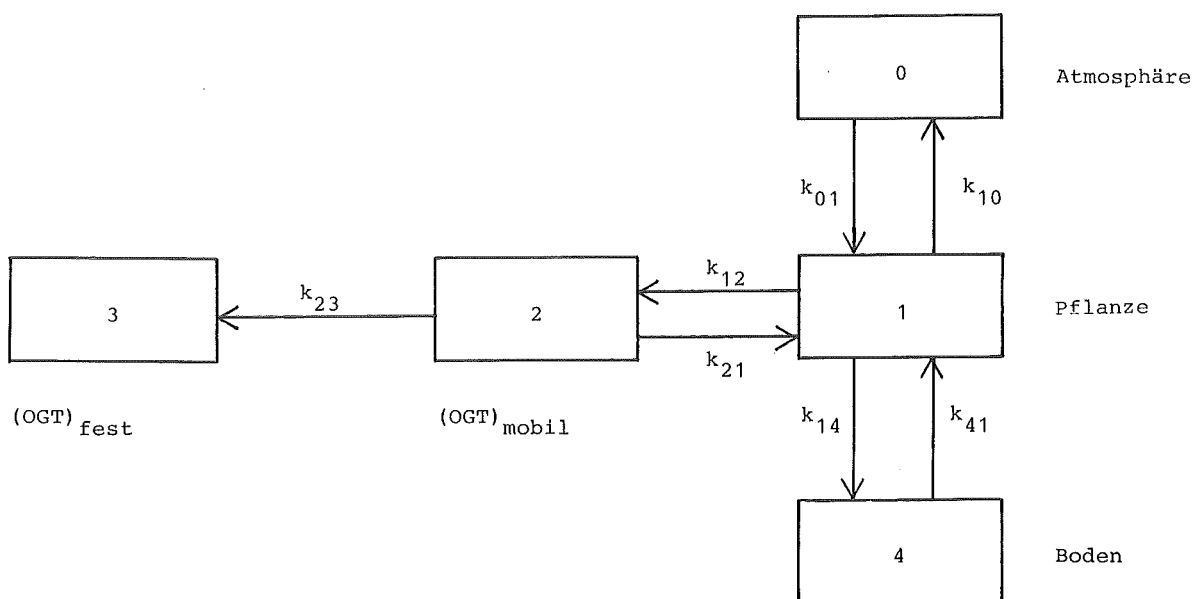 0
Atmosphäre
k01
k10
3
k23
2
k12
k21
1
Pflanze
(OGT)fest
(OGT)mobil
k14
k41
4
Boden